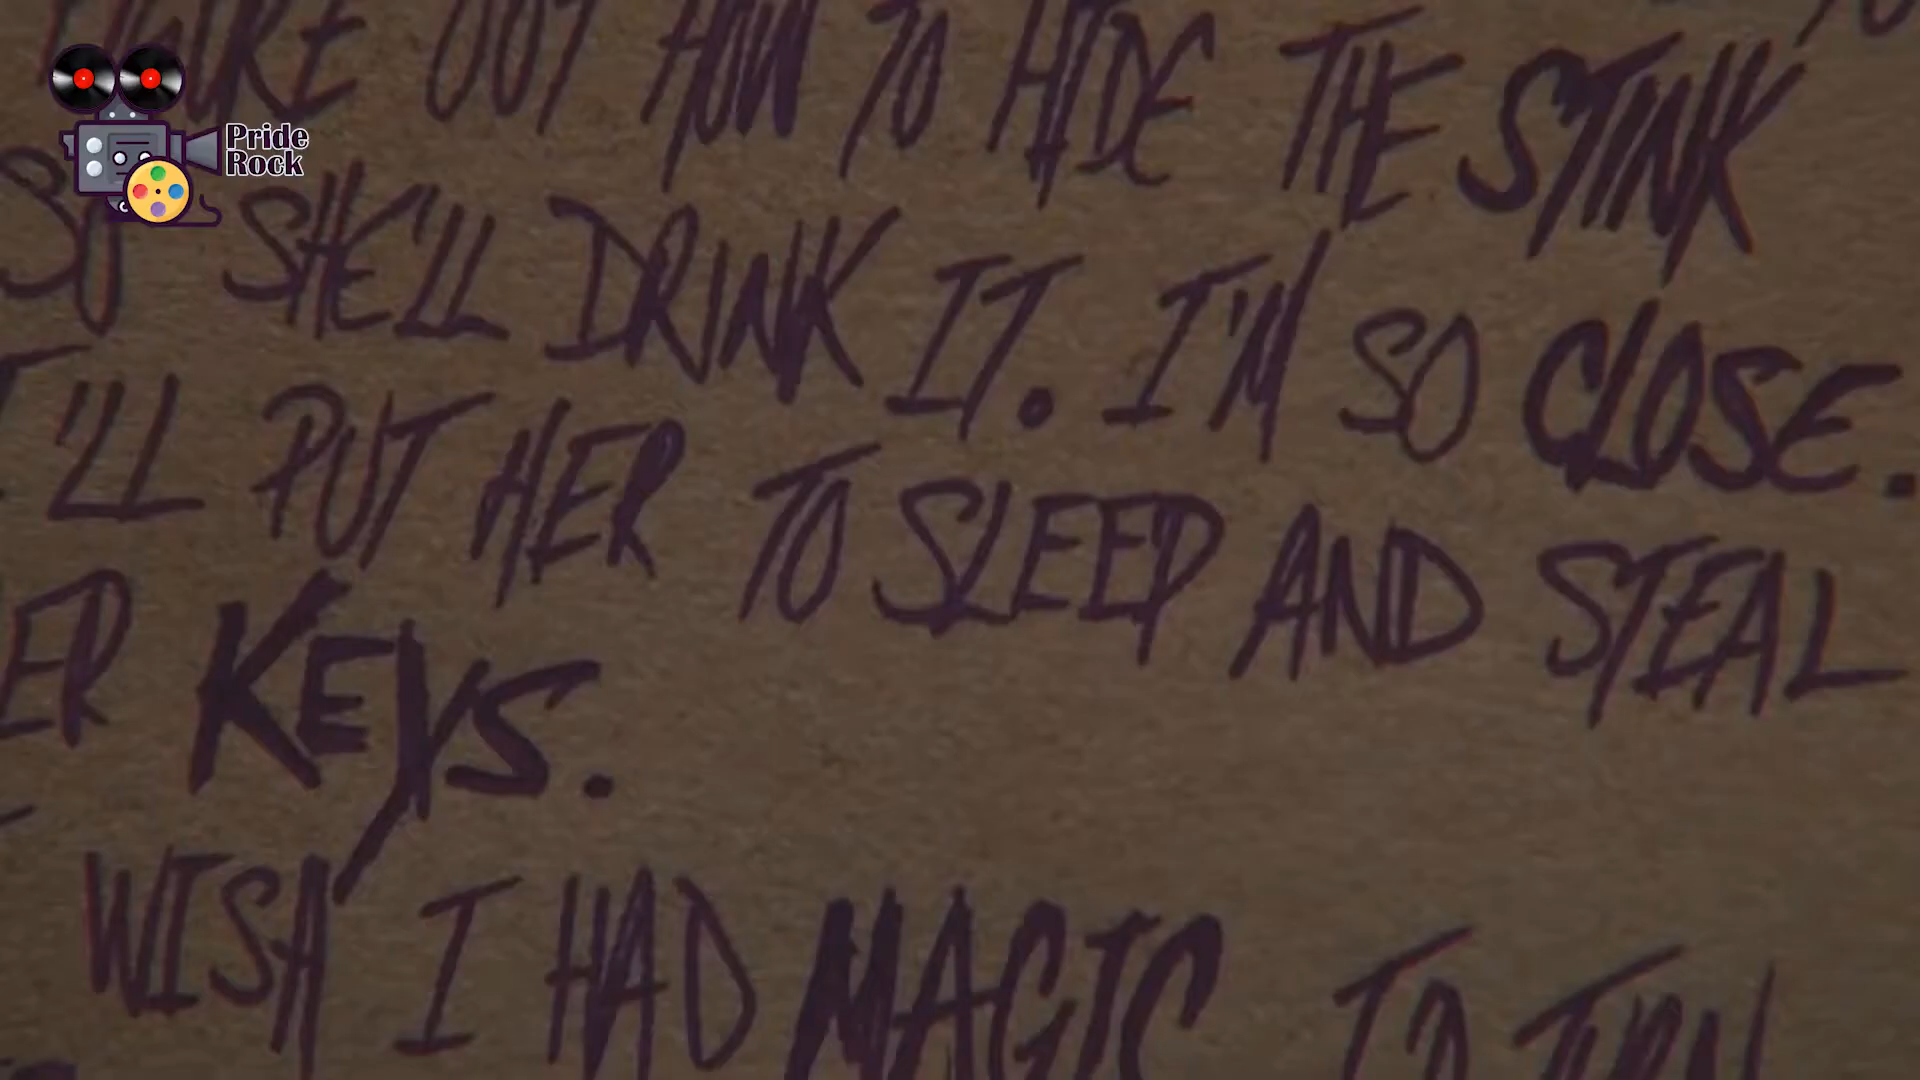 Pride
Rock
OUT HOW TO HIDE THE STINK
SO SHE'LL DRINK IT. I'M SO CLOSE.
I'LL PUT HER TO SLEEP AND STEAL
ER KEYS.
WISH I HAD MAGIC TO TURN